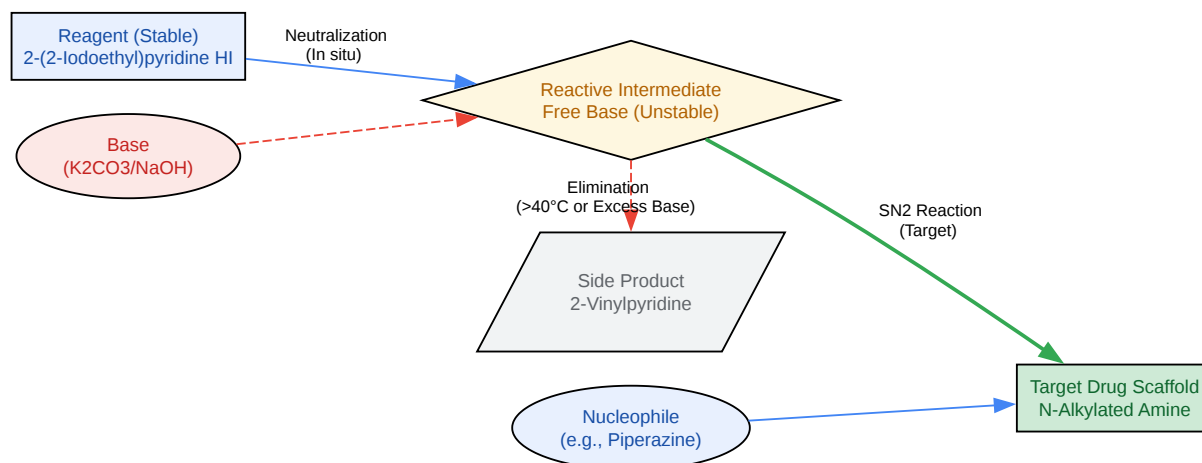 Reagent (Stable)
2-(2-Iodoethyl)pyridine HI
Neutralization
(In situ)
Base
(K2CO3/NaOH)
Reactive Intermediate
Free Base (Unstable)
Elimination
(>40°C or Excess Base)
SN2 Reaction
(Target)
Side Product
2-Vinylpyridine
Nucleophile
(e.g., Piperazine)
Target Drug Scaffold
N-Alkylated Amine